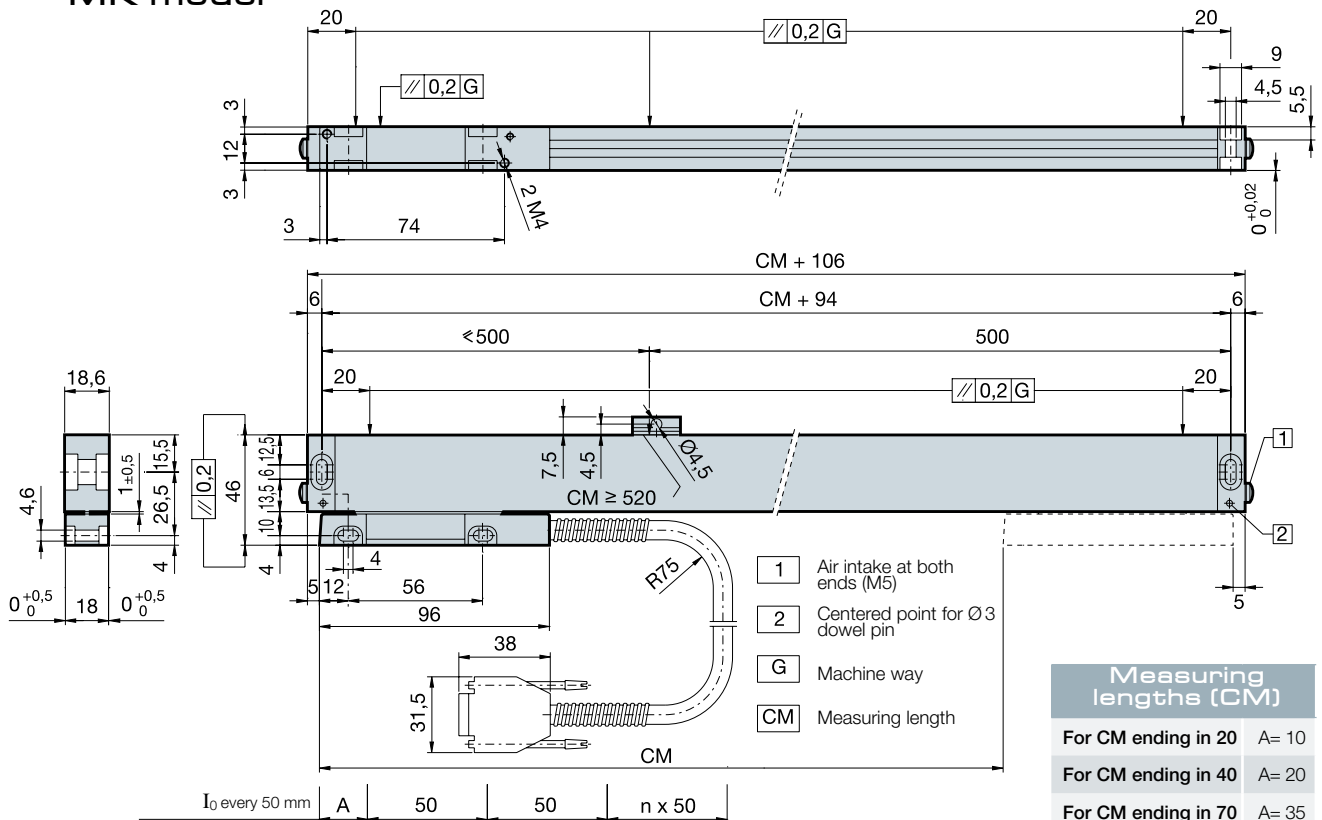 MK model
20
// 0,2 G
20
9
4,5
5,5
// 0,2 G
3
12
3
2 M4
3
74
0 +0,02 0
CM + 106
6
CM + 94
6
≤500
500
20
// 0,2 G
20
18,6
15,5
1±0,5
26,5
4,6
4
0 +0,5 0
18
0 +0,5 0
// 0,2
46
12,5
6
13,5
10
4
7,5
4,5
Ø4,5
CM ≥ 520
1
2
4
5
12
56
96
R75
5
38
31,5
1 Air intake at both
ends (M5)
2 Centered point for Ø 3
dowel pin
G Machine way
CM Measuring length
CM
I0 every 50 mm
A
50
50
n x 50
Measuring
lengths (CM)
For CM ending in 20 A= 10
For CM ending in 40 A= 20
For CM ending in 70 A= 35